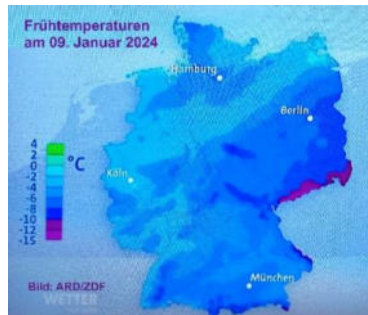 Frühtemperaturen
am 09. Januar 2024
Hamburg
Berlin
4
2
0
-2
-4
-6
-8
-10
-12
-15
°C
Köln
München
Bild: ARD/ZDF
WETTER